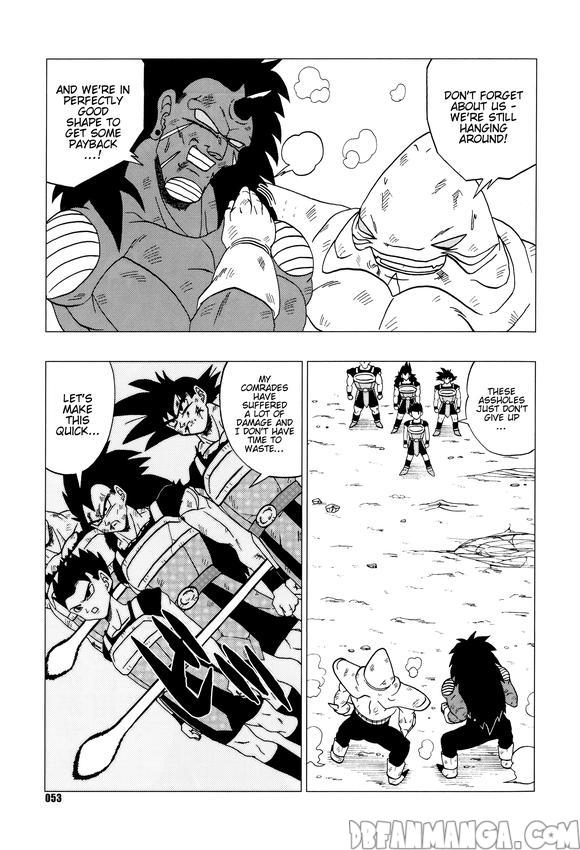 DON'T FORGET
ABOUT US -
WE'RE STILL
HANGING
AROUND!
AND WE'RE IN
PERFECTLY
GOOD
SHAPE TO
GET SOME
PAYBACK
...!
THESE
ASSHOLES
JUST DON'T
GIVE UP
...
MY
COMRADES
HAVE
SUFFERED
A LOT OF
DAMAGE AND
I DON'T HAVE
TIME TO
WASTE...
LET'S
MAKE
THIS
QUICK...
053
DBFANMANGA.COM